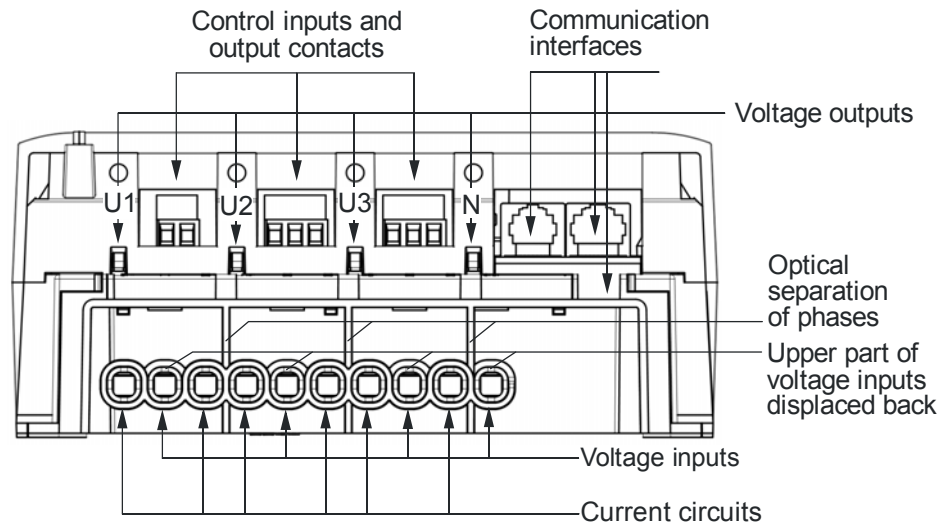 Control inputs and
output contacts
Communication
interfaces
Voltage outputs
U1
U2
U3
N
Optical
separation
of phases
Upper part of
voltage inputs
displaced back
Voltage inputs
Current circuits